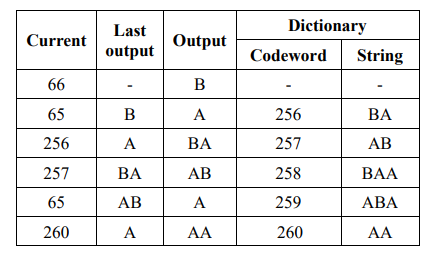 Current Last output Output Dictionary
Codeword String
66 - B - -
65 B A 256 BA
256 A BA 257 AB
257 BA AB 258 BAA
65 AB A 259 ABA
260 A AA 260 AA